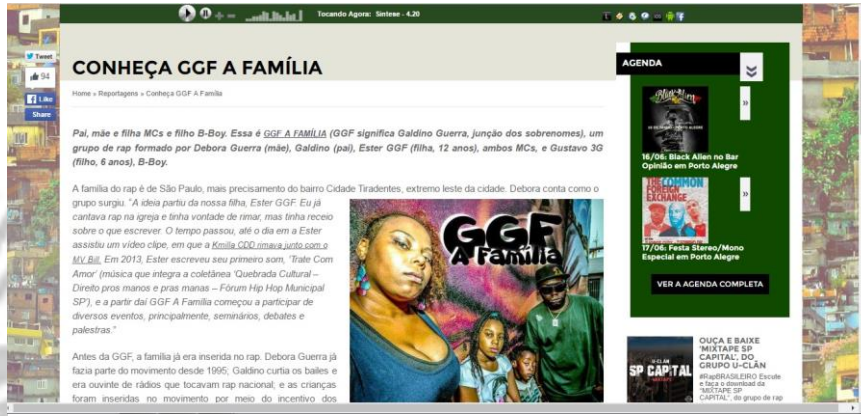 Tocando Agora: Sintese - 4.20
Tweet
94
Like
Share
CONHEÇA GGF A FAMÍLIA
Home » Reportagens » Conheça GGF A Família
Pai, mãe e filha MCs e filho B-Boy. Essa é GGF A FAMÍLIA (GGF significa Galdino Guerra, junção dos sobrenomes), um
grupo de rap formado por Debora Guerra (mãe), Galdino (pai), Ester GGF (filha, 12 anos), ambos MCs, e Gustavo 3G
(filho, 6 anos), B-Boy.
A família do rap é de São Paulo, mais precisamente do bairro Cidade Tiradentes, extremo leste da cidade. Debora conta como o
grupo surgiu. "A ideia partiu da nossa filha, Ester GGF. Eu já
cantava rap na igreja e tinha vontade de rimar, mas tinha receio
sobre o que escrever. O tempo passou, até o dia em a Ester
assistiu um vídeo clipe, em que a Kmilla CDD rimava junto com o
MV Bill. Em 2013, Ester escreveu seu primeiro som, 'Trate Com
Amor' (música que integra a coletânea 'Quebrada Cultural –
Direito pros manos e pras manas – Fórum Hip Hop Municipal
SP'), e a partir daí GGF A Família começou a participar de
diversos eventos, principalmente, seminários, debates e
palestras."
Antes da GGF, a família já era inserida no rap. Debora Guerra já
fazia parte do movimento desde 1995; Galdino curtia os bailes e
era ouvinte de rádios que tocavam rap nacional; e as crianças
foram inseridas no movimento por meio do incentivo dos
GGF
A Família
AGENDA
16/06: Black Alien no Bar
Opinião em Porto Alegre
THE COMMON
FOREIGN
EXCHANGE
17/06: Festa Stereo/Mono
Especial em Porto Alegre
VER A AGENDA COMPLETA
U-CLÃN
SP CAPITAL
OUÇA E BAIXE
'MIXTAPE SP
CAPITAL', DO
GRUPO U-CLÃN
#RapBRASILEIRO Escute
e faça o download da
"MIXTAPE SP
CAPITAL", do grupo de rap